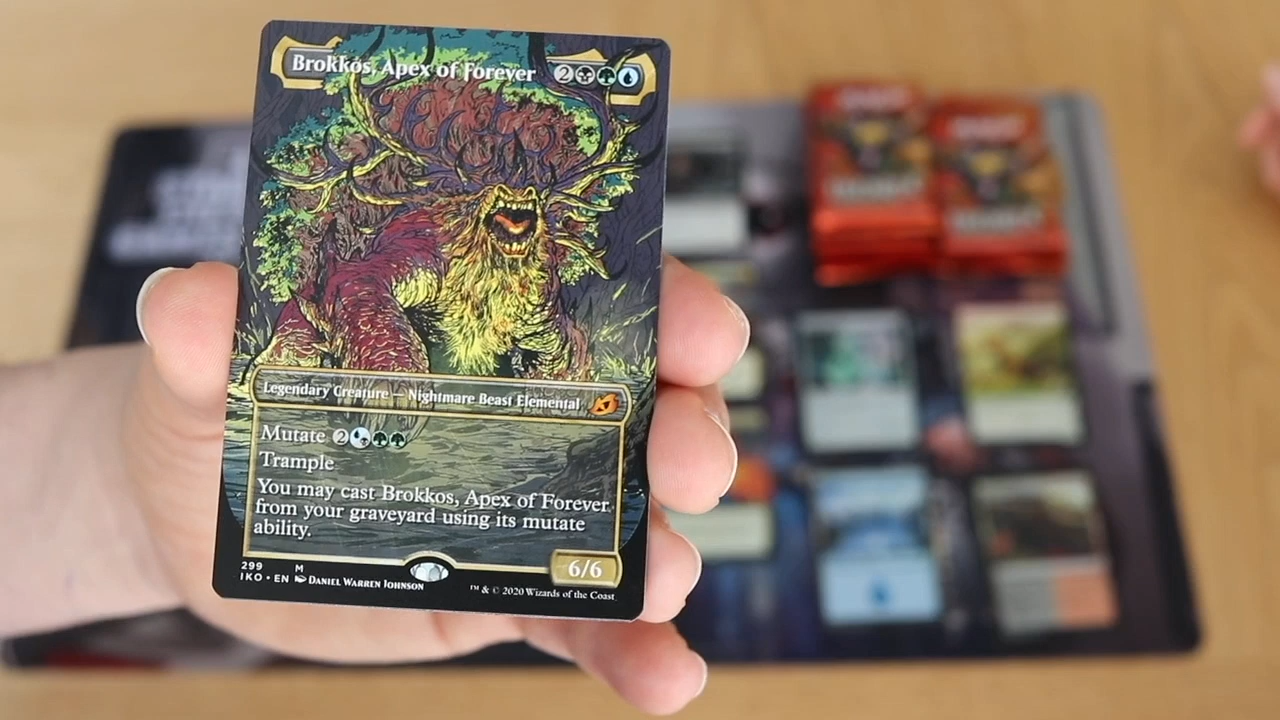 Brokkos, Apex of Forever 2
Legendary Creature — Nightmare Beast Elemental
Mutate 2
Trample
You may cast Brokkos, Apex of Forever
from your graveyard using its mutate
ability.
6/6
299 M
IKO • EN DANIEL WARREN JOHNSON
™ & © 2020 Wizards of the Coast